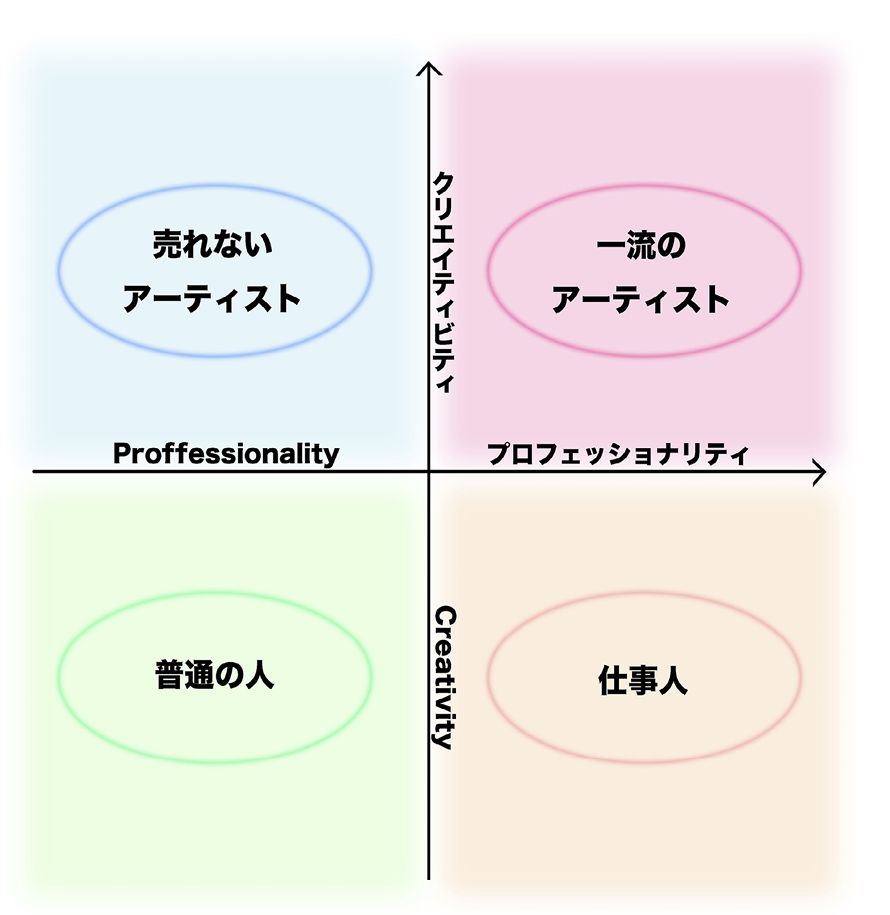 クリエイティビティ
売れない
アーティスト
一流の
アーティスト
Proffessionality
プロフェッショナリティ
Creativity
普通の人
仕事人